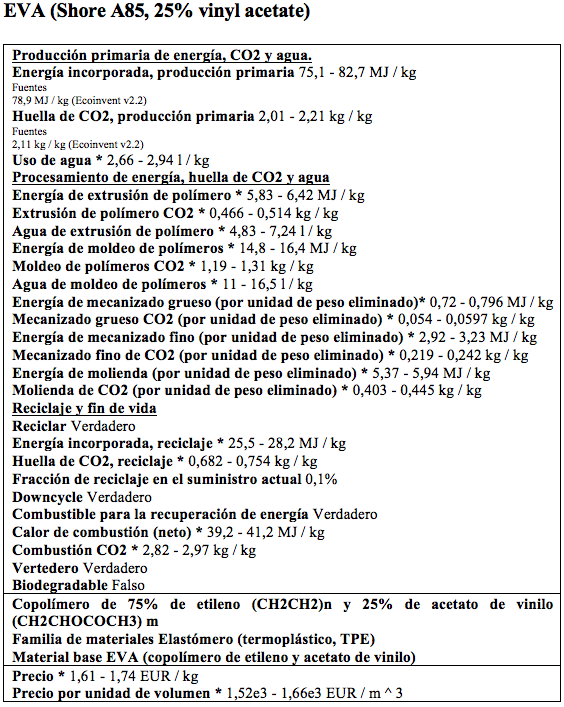 EVA (Shore A85, 25% vinyl acetate)
Producción primaria de energía, CO2 y agua.
Energía incorporada, producción primaria 75,1 - 82,7 MJ / kg
Fuentes
78,9 MJ / kg (Ecoinvent v2.2)
Huella de CO2, producción primaria 2,01 - 2,21 kg / kg
Fuentes
2,11 kg / kg (Ecoinvent v2.2)
Uso de agua * 2,66 - 2,94 l / kg
Procesamiento de energía, huella de CO2 y agua
Energía de extrusión de polímero * 5,83 - 6,42 MJ / kg
Extrusión de polímero CO2 * 0,466 - 0,514 kg / kg
Agua de extrusión de polímero * 4,83 - 7,24 l / kg
Energía de moldeo de polímeros * 14,8 - 16,4 MJ / kg
Moldeo de polímeros CO2 * 1,19 - 1,31 kg / kg
Agua de moldeo de polímeros * 11 - 16,5 l / kg
Energía de mecanizado grueso (por unidad de peso eliminado)* 0,72 - 0,796 MJ / kg
Mecanizado grueso CO2 (por unidad de peso eliminado) * 0,054 - 0,0597 kg / kg
Energía de mecanizado fino (por unidad de peso eliminado) * 2,92 - 3,23 MJ / kg
Mecanizado fino de CO2 (por unidad de peso eliminado) * 0,219 - 0,242 kg / kg
Energía de molienda (por unidad de peso eliminado) * 5,37 - 5,94 MJ / kg
Molienda de CO2 (por unidad de peso eliminado) * 0,403 - 0,445 kg / kg
Reciclaje y fin de vida
Reciclar Verdadero
Energía incorporada, reciclaje * 25,5 - 28,2 MJ / kg
Huella de CO2, reciclaje * 0,682 - 0,754 kg / kg
Fracción de reciclaje en el suministro actual 0,1%
Downcycle Verdadero
Combustible para la recuperación de energía Verdadero
Calor de combustión (neto) * 39,2 - 41,2 MJ / kg
Combustión CO2 * 2,82 - 2,97 kg / kg
Vertedero Verdadero
Biodegradable Falso
Copolímero de 75% de etileno (CH2CH2)n y 25% de acetato de vinilo
(CH2CHOCOCH3) m
Familia de materiales Elastómero (termoplástico, TPE)
Material base EVA (copolímero de etileno y acetato de vinilo)
Precio * 1,61 - 1,74 EUR / kg
Precio por unidad de volumen * 1,52e3 - 1,66e3 EUR / m ^ 3